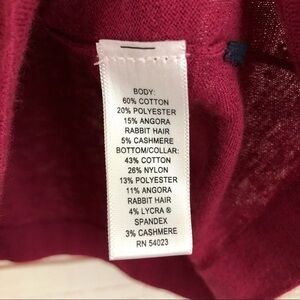 BODY:
60% COTTON
20% POLYESTER
15% ANGORA
RABBIT HAIR
5% CASHMERE
BOTTOM/COLLAR:
43% COTTON
26% NYLON
13% POLYESTER
11% ANGORA
RABBIT HAIR
4% LYCRA ®
SPANDEX
3% CASHMERE
RN 54023